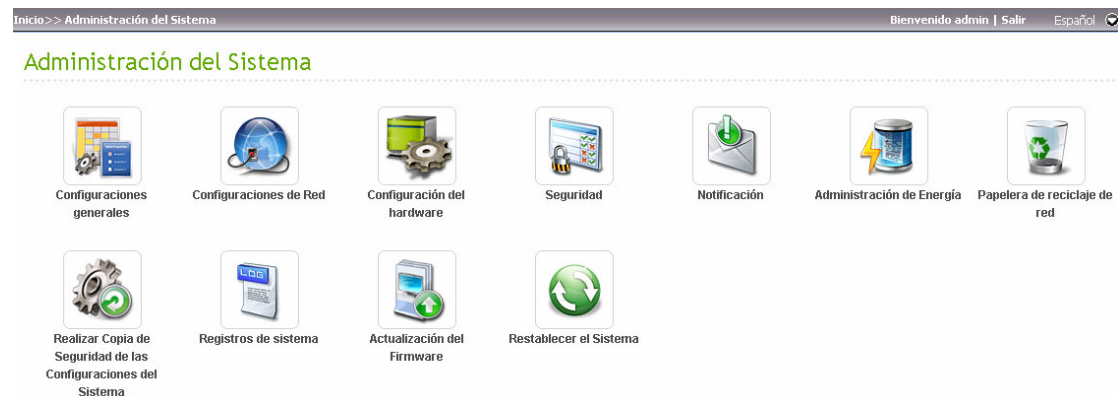 Inicio>> Administración del Sistema
Bienvenido admin | Salir
Español
Administración del Sistema
Configuraciones
generales
Configuraciones de Red
Configuración del
hardware
Seguridad
Notificación
Administración de Energía
Papelera de reciclaje de
red
Realizar Copia de
Seguridad de las
Configuraciones del
Sistema
LOG
Registros de sistema
Actualización del
Firmware
Restablecer el Sistema